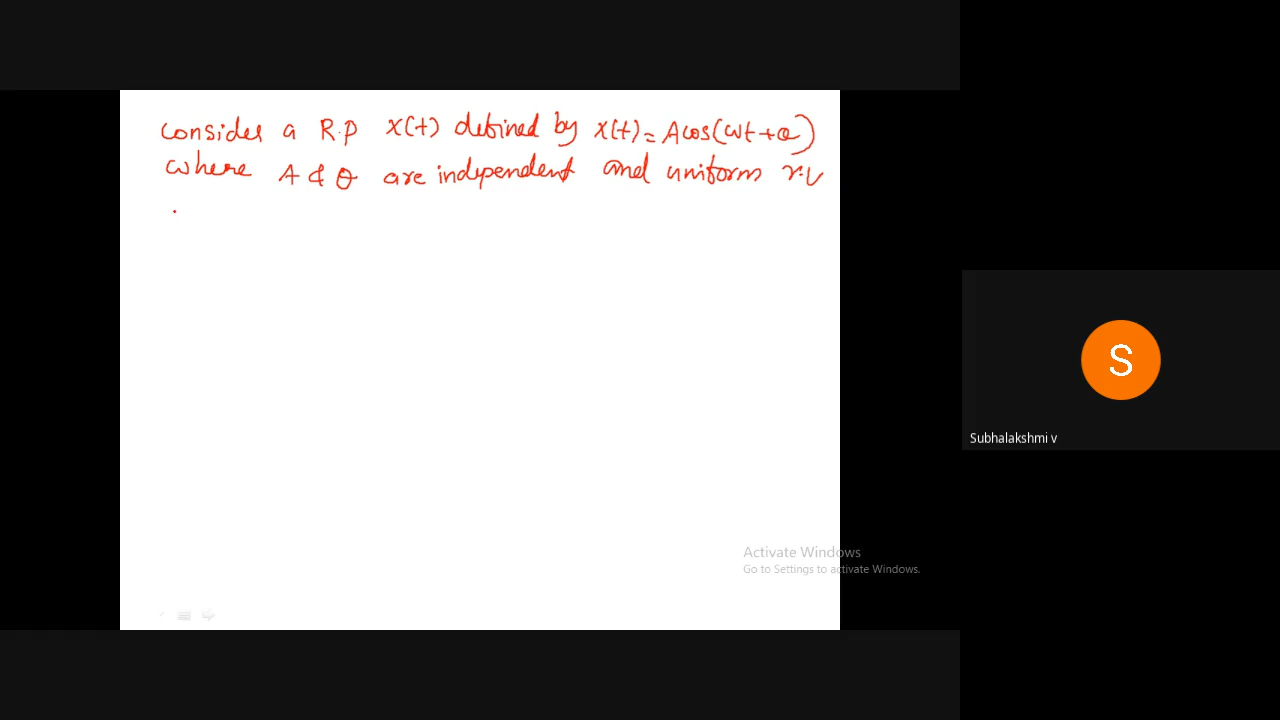 consider a R.P X(t) defined by X(t) = A cos(ωt + θ)
where A & θ are independent and uniform r.v
S
Subhalakshmi v
Activate Windows
Go to Settings to activate Windows.